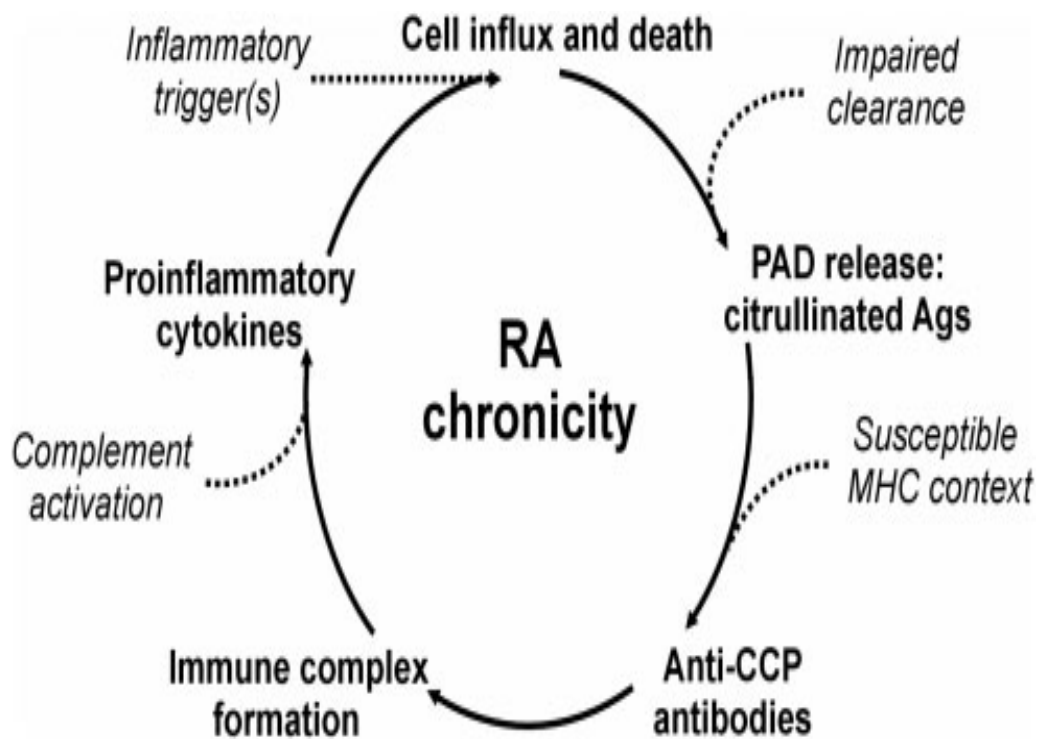 Cell influx and death
Inflammatory
trigger(s)
Impaired
clearance
Proinflammatory
cytokines
PAD release:
citrullinated Ags
RA
chronicity
Complement
activation
Susceptible
MHC context
Immune complex
formation
Anti-CCP
antibodies